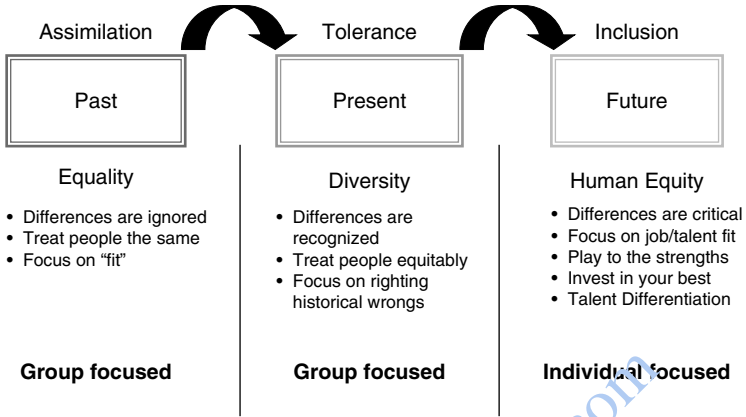 Assimilation
Tolerance
Inclusion
Past
Present
Future
Equality
• Differences are ignored
• Treat people the same
• Focus on “fit”
Group focused
Diversity
• Differences are
recognized
• Treat people equitably
• Focus on righting
historical wrongs
Group focused
Human Equity
• Differences are critical
• Focus on job/talent fit
• Play to the strengths
• Invest in your best
• Talent Differentiation
Individual focused
com